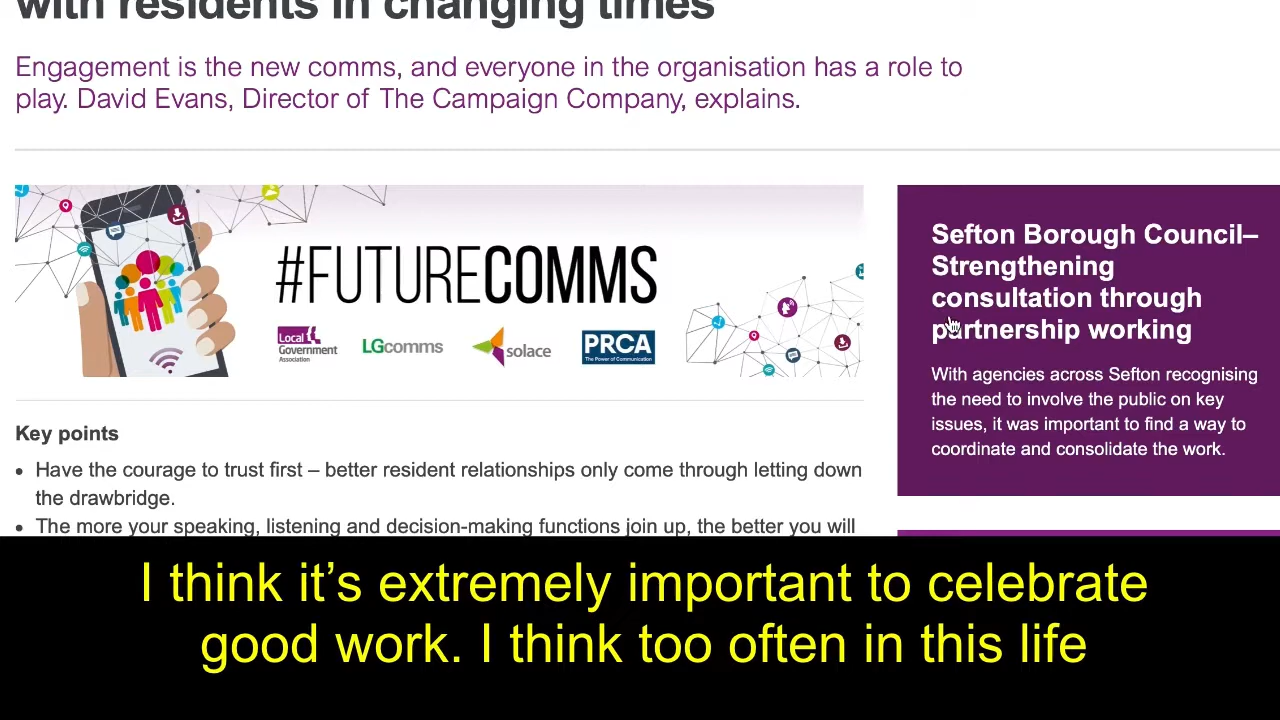 with residents in changing times
Engagement is the new comms, and everyone in the organisation has a role to
play. David Evans, Director of The Campaign Company, explains.
#FUTURECOMMS
Local
Government
Association
LGcomms
solace
PRCA
The Power of Communication
Key points
• Have the courage to trust first – better resident relationships only come through letting down
the drawbridge.
• The more your speaking, listening and decision-making functions join up, the better you will
Sefton Borough Council–
Strengthening
consultation through
partnership working
With agencies across Sefton recognising
the need to involve the public on key
issues, it was important to find a way to
coordinate and consolidate the work.
I think it’s extremely important to celebrate
good work. I think too often in this life